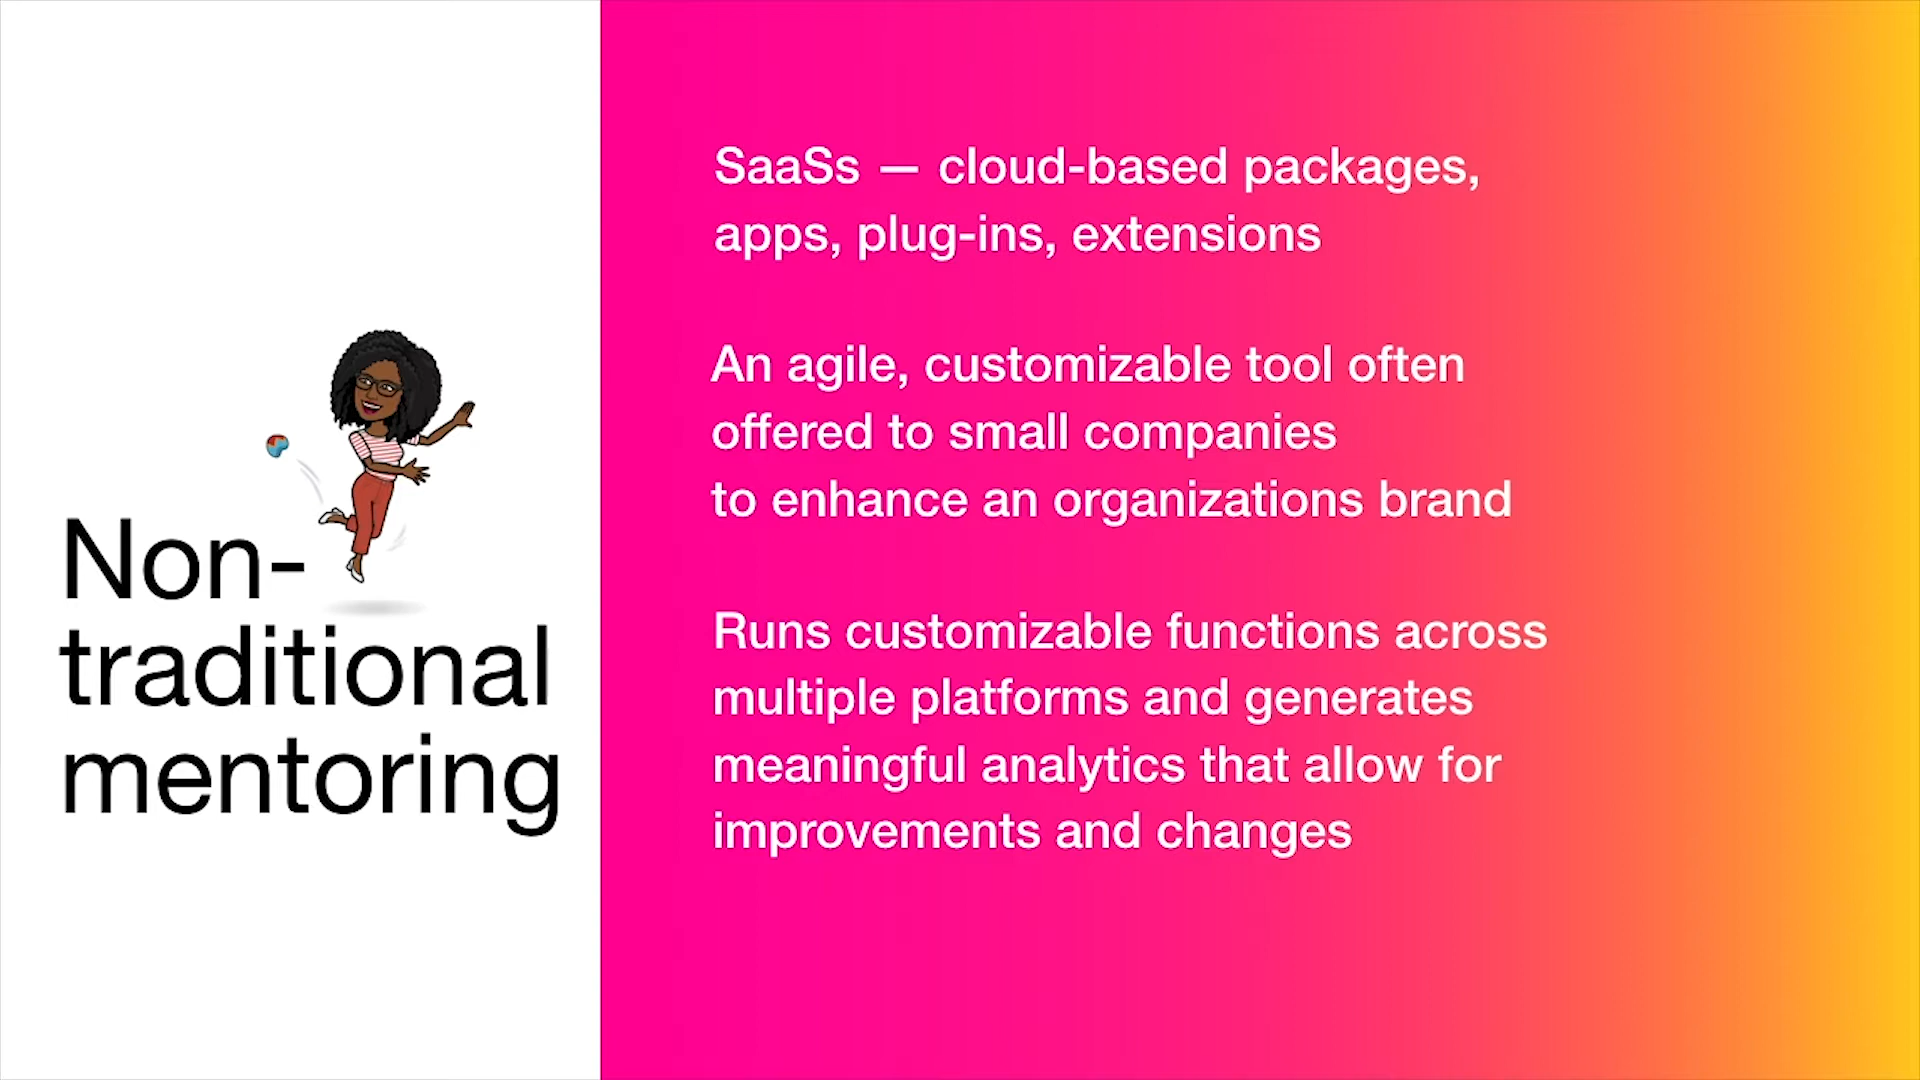 Non-
traditional
mentoring
SaaSs — cloud-based packages,
apps, plug-ins, extensions
An agile, customizable tool often
offered to small companies
to enhance an organizations brand
Runs customizable functions across
multiple platforms and generates
meaningful analytics that allow for
improvements and changes